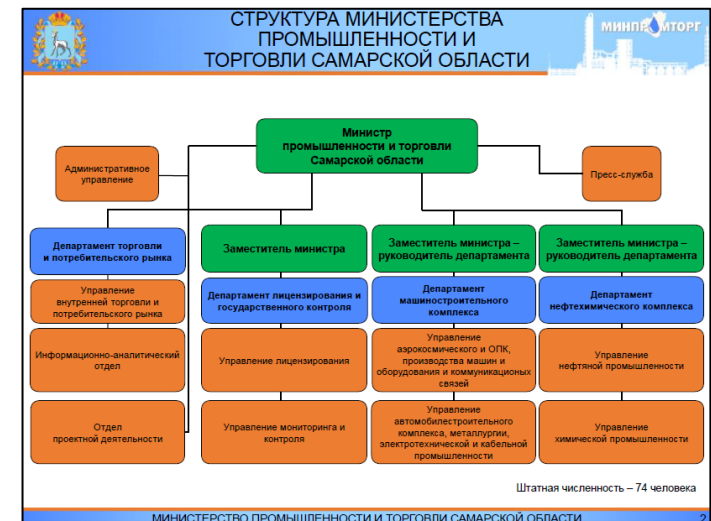 СТРУКТУРА МИНИСТЕРСТВА
ПРОМЫШЛЕННОСТИ И
ТОРГОВЛИ САМАРСКОЙ ОБЛАСТИ
МИНПРОМТОРГ
Министр
промышленности и торговли
Самарской области
Административное
управление
Пресс-служба
Департамент торговли
и потребительского рынка
Заместитель министра
Заместитель министра –
руководитель департамента
Заместитель министра –
руководитель департамента
Управление
внутренней торговли и
потребительского рынка
Департамент лицензирования и
государственного контроля
Департамент
машиностроительного
комплекса
Департамент
нефтехимического комплекса
Информационно-аналитический
отдел
Управление лицензирования
Управление
аэрокосмического и ОПК,
производства машин и
оборудования и коммуникационых
связей
Управление
нефтяной промышленности
Отдел
проектной деятельности
Управление мониторинга и
контроля
Управление
автомобилестроительного
комплекса, металлургии,
электротехнической и кабельной
промышленности
Управление
химической промышленности
Штатная численность – 74 человека
МИНИСТЕРСТВО ПРОМЫШЛЕННОСТИ И ТОРГОВЛИ САМАРСКОЙ ОБЛАСТИ
2